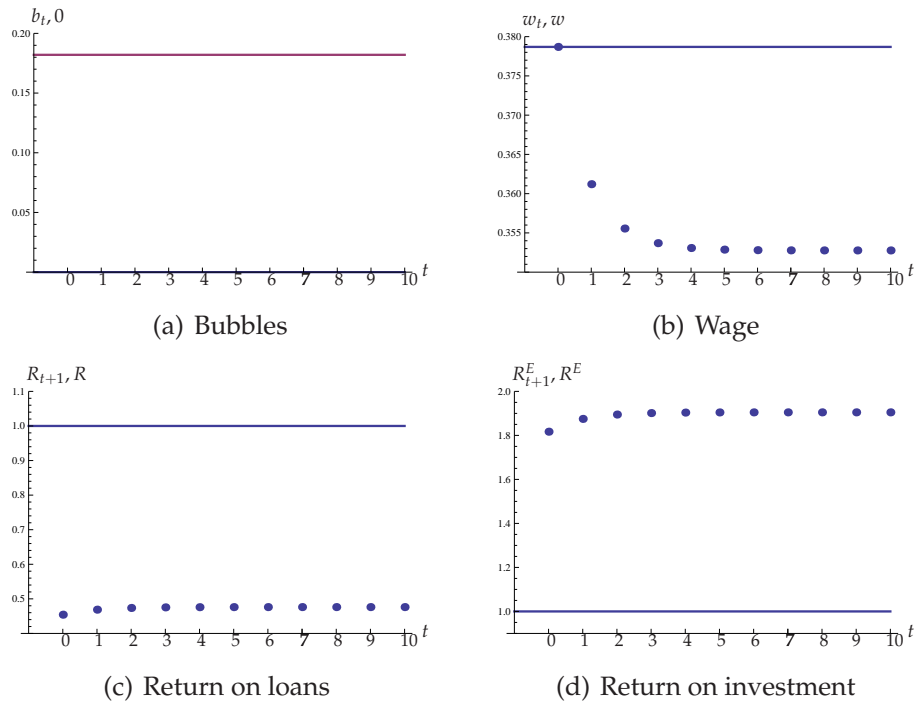 b_t, 0
0.20
0.15
0.10
0.05
0 1 2 3 4 5 6 7 8 9 10 t
(a) Bubbles
w_t, w
0.380
0.375
0.370
0.365
0.360
0.355
0 1 2 3 4 5 6 7 8 9 10 t
(b) Wage
R_{t+1}, R
1.1
1.0
0.9
0.8
0.7
0.6
0.5
0 1 2 3 4 5 6 7 8 9 10 t
(c) Return on loans
R^E_{t+1}, R^E
2.0
1.8
1.6
1.4
1.2
1.0
0 1 2 3 4 5 6 7 8 9 10 t
(d) Return on investment